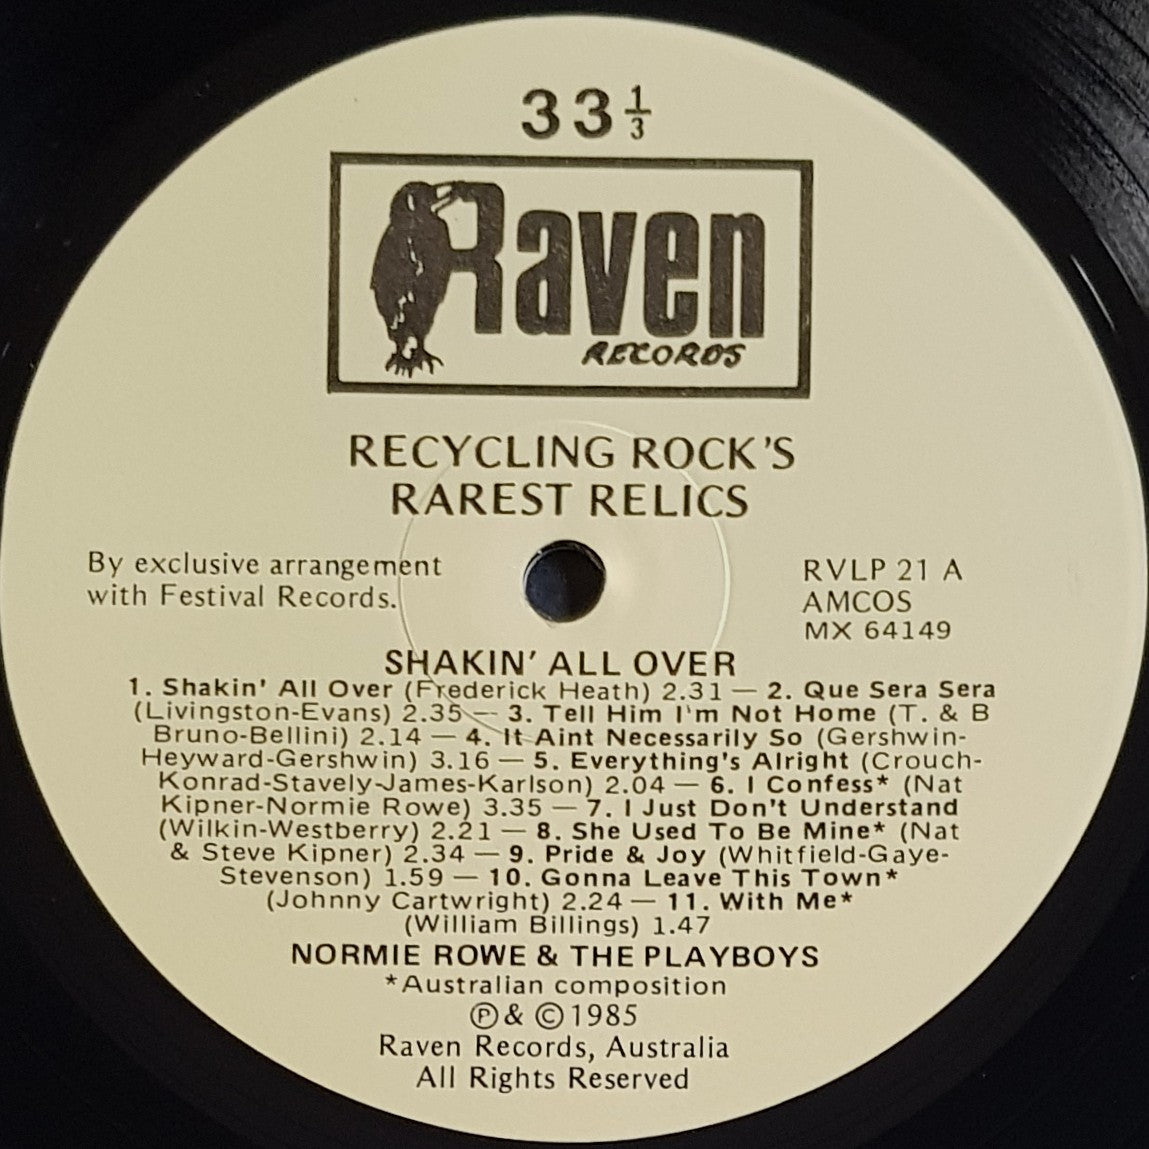 33 1/3
Raven
RECORDS
RECYCLING ROCK'S
RAREST RELICS
By exclusive arrangement
with Festival Records.
RVLP 21 A
AMCOS
MX 64149
SHAKIN' ALL OVER
1. Shakin' All Over (Frederick Heath) 2.31 — 2. Que Sera Sera
(Livingston-Evans) 2.35 — 3. Tell Him I'm Not Home (T. & B
Bruno-Bellini) 2.14 — 4. It Aint Necessarily So (Gershwin-
Heyward-Gershwin) 3.16 — 5. Everything's Alright (Crouch-
Konrad-Stavely-James-Karlson) 2.04 — 6. I Confess* (Nat
Kipner-Normie Rowe) 3.35 — 7. I Just Don't Understand
(Wilkin-Westberry) 2.21 — 8. She Used To Be Mine* (Nat
& Steve Kipner) 2.34 — 9. Pride & Joy (Whitfield-Gaye-
Stevenson) 1.59 — 10. Gonna Leave This Town*
(Johnny Cartwright) 2.24 — 11. With Me*
(William Billings) 1.47
NORMIE ROWE & THE PLAYBOYS
*Australian composition
℗ & © 1985
Raven Records, Australia
All Rights Reserved